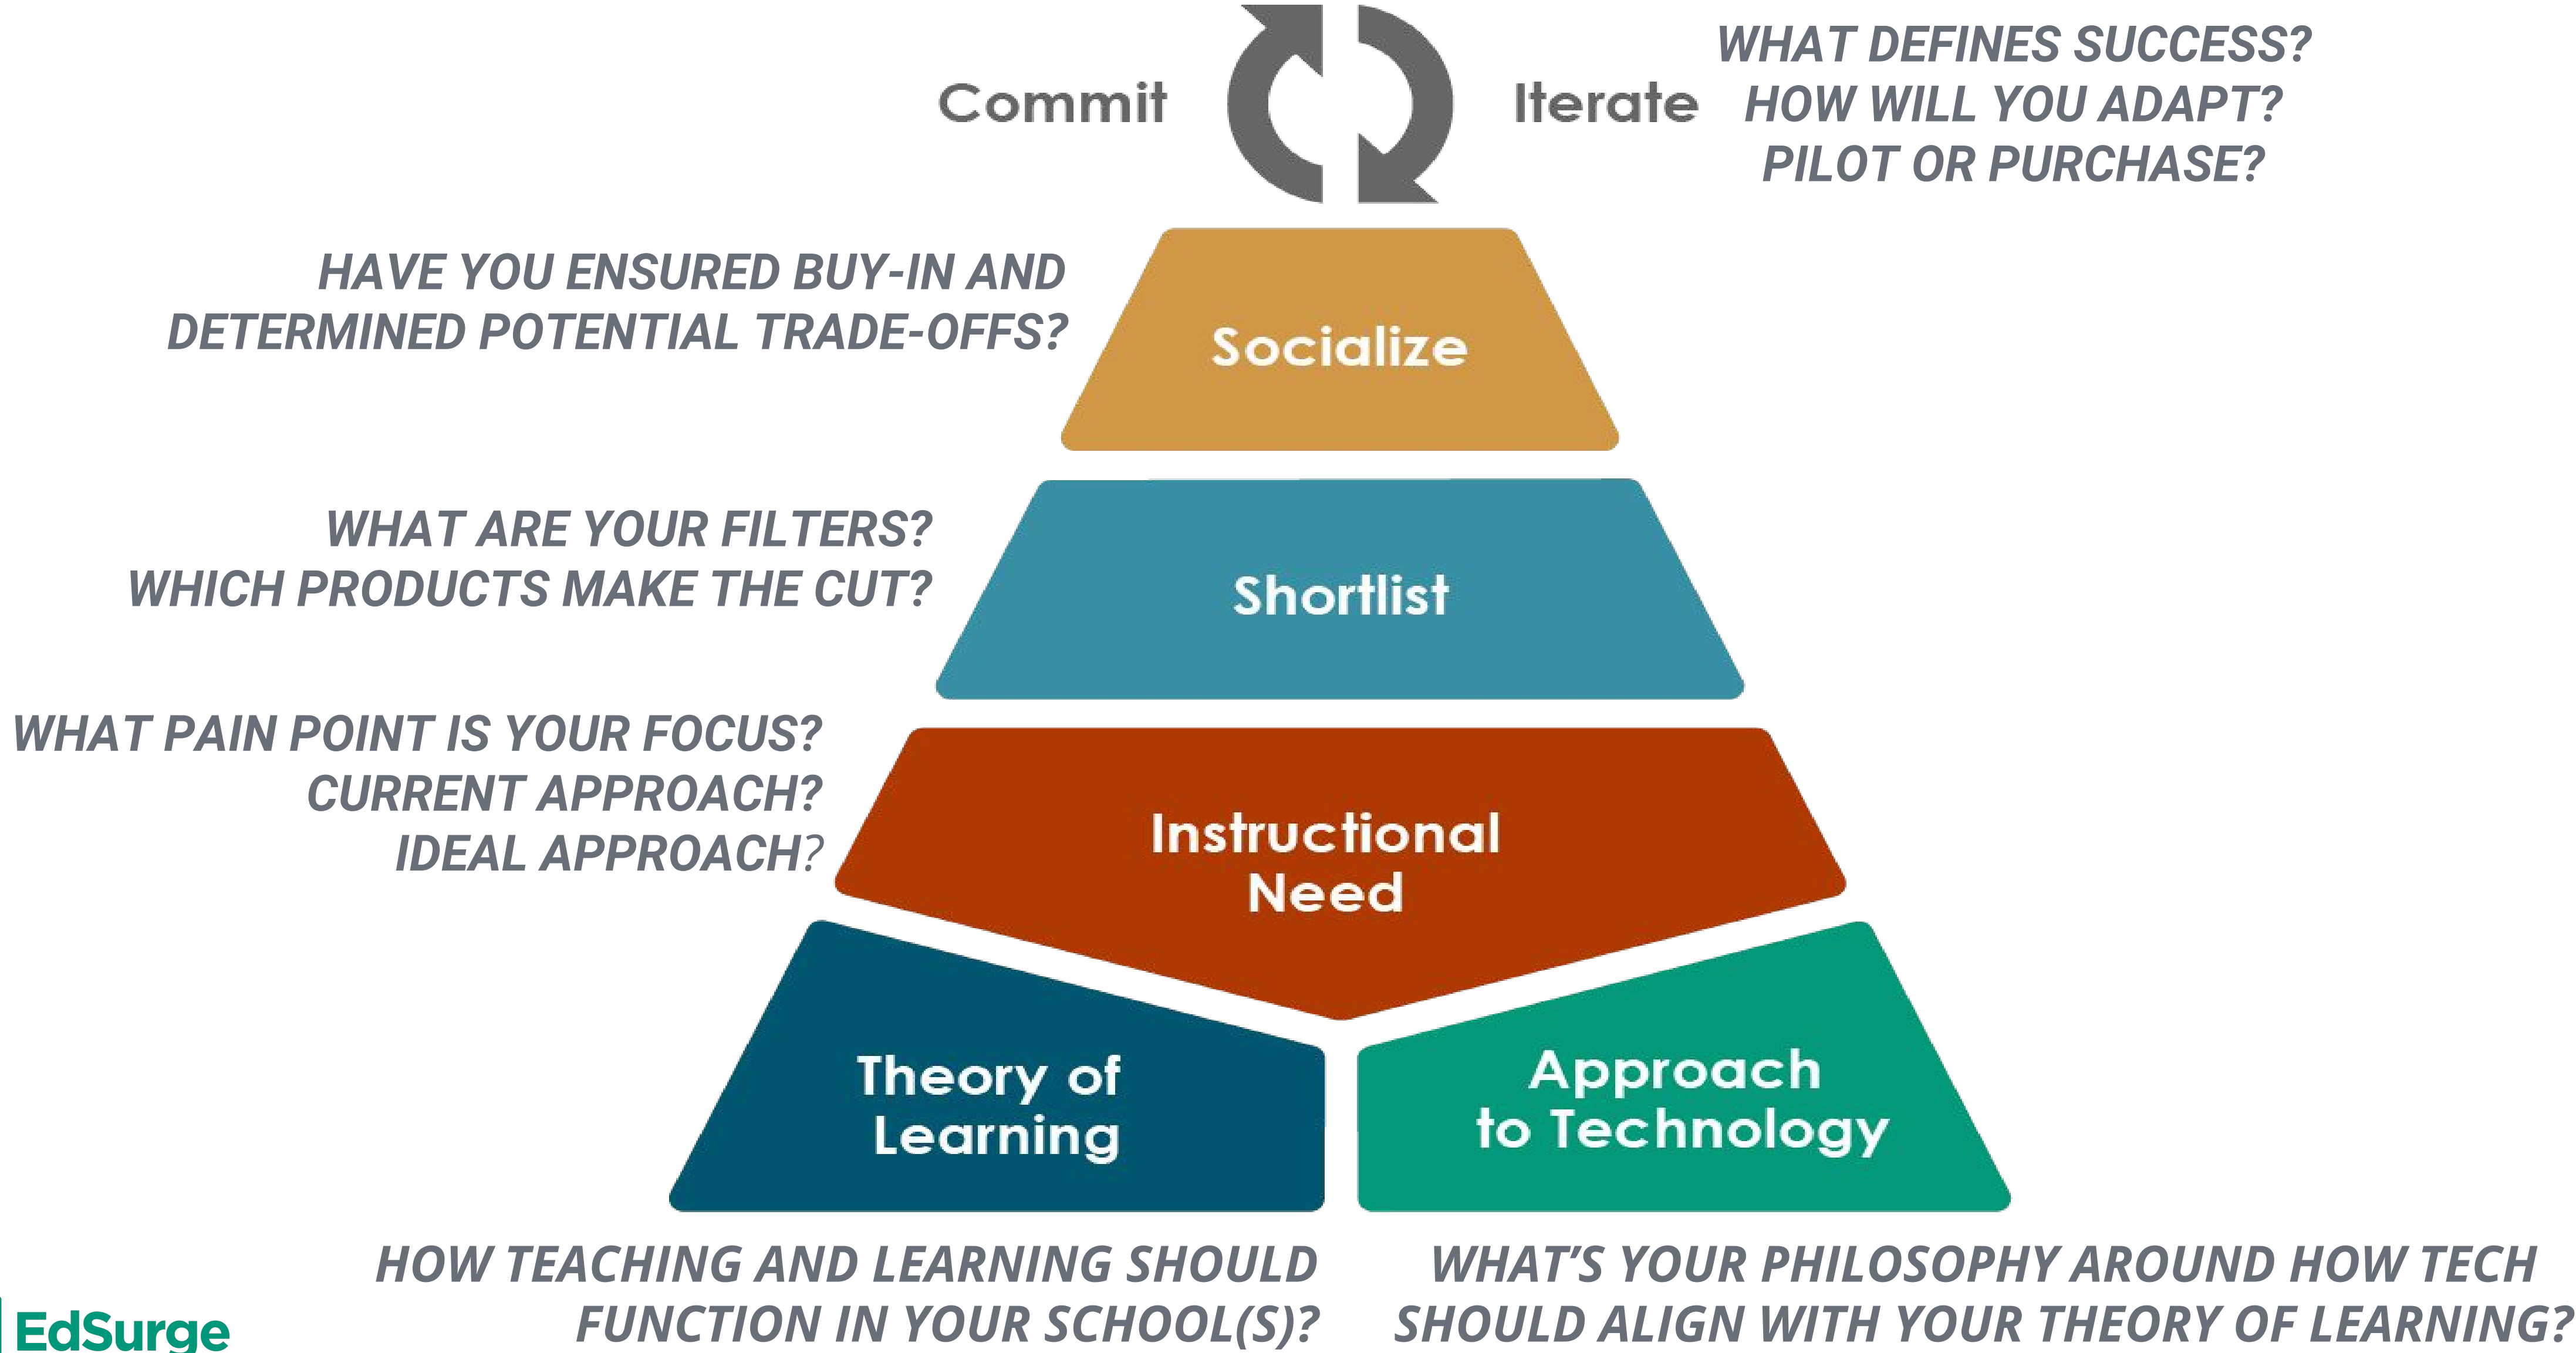 Commit
Iterate
WHAT DEFINES SUCCESS?
HOW WILL YOU ADAPT?
PILOT OR PURCHASE?
HAVE YOU ENSURED BUY-IN AND
DETERMINED POTENTIAL TRADE-OFFS?
Socialize
WHAT ARE YOUR FILTERS?
WHICH PRODUCTS MAKE THE CUT?
Shortlist
WHAT PAIN POINT IS YOUR FOCUS?
CURRENT APPROACH?
IDEAL APPROACH?
Instructional
Need
Theory of
Learning
Approach
to Technology
HOW TEACHING AND LEARNING SHOULD
FUNCTION IN YOUR SCHOOL(S)?
WHAT’S YOUR PHILOSOPHY AROUND HOW TECH
SHOULD ALIGN WITH YOUR THEORY OF LEARNING?
EdSurge